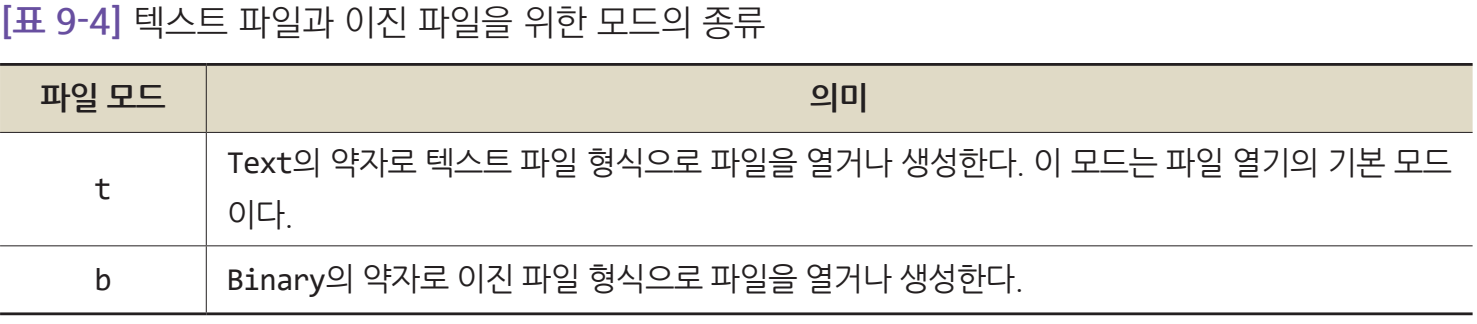 [표 9-4] 텍스트 파일과 이진 파일을 위한 모드의 종류
파일 모드 의미
t Text의 약자로 텍스트 파일 형식으로 파일을 열거나 생성한다. 이 모드는 파일 열기의 기본 모드
이다.
b Binary의 약자로 이진 파일 형식으로 파일을 열거나 생성한다.